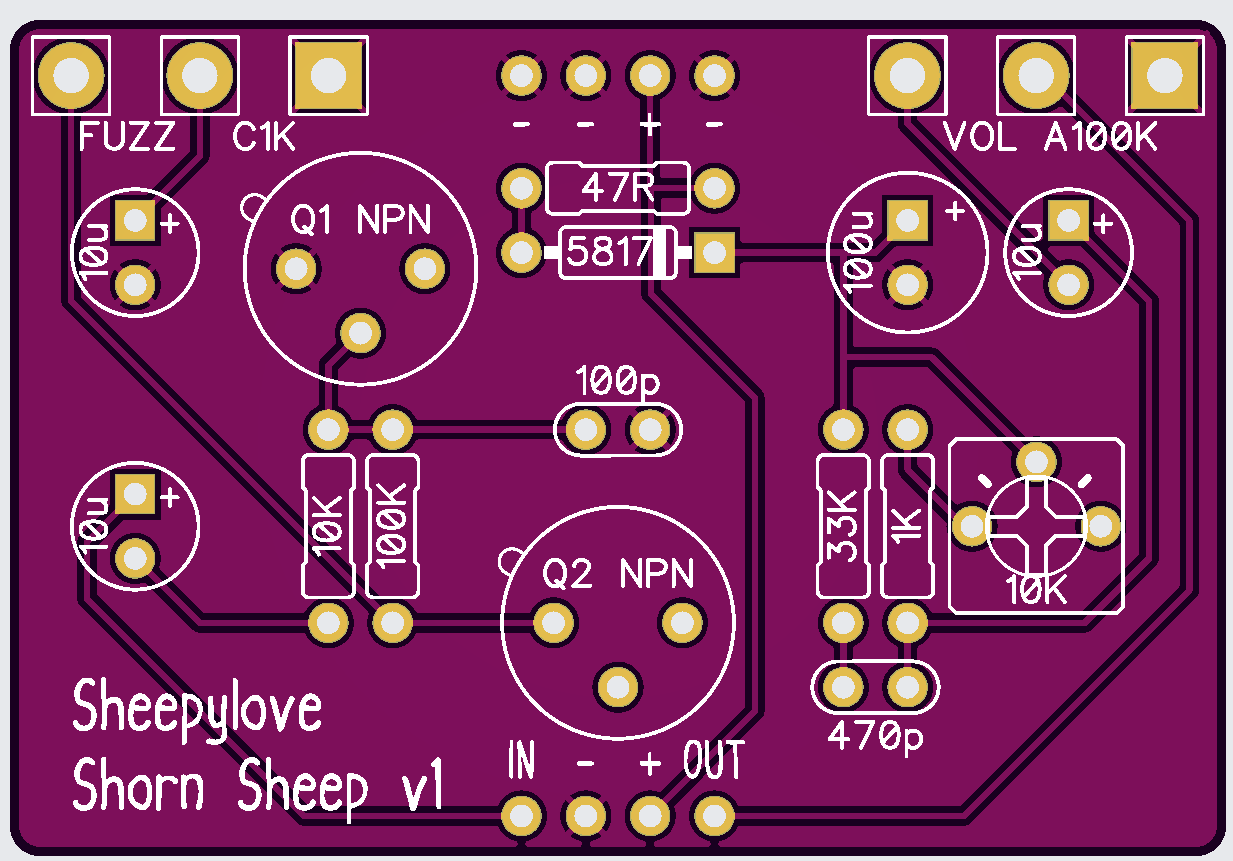 - - + -
FUZZ C1K VOL A100K
47R
Q1 NPN + + +
10u 5817 100u 10u
100p
+
10u 10K 100K 33K 1K
Q2 NPN 10K
Sheepylove
470p
IN - + OUT
Shorn Sheep v1